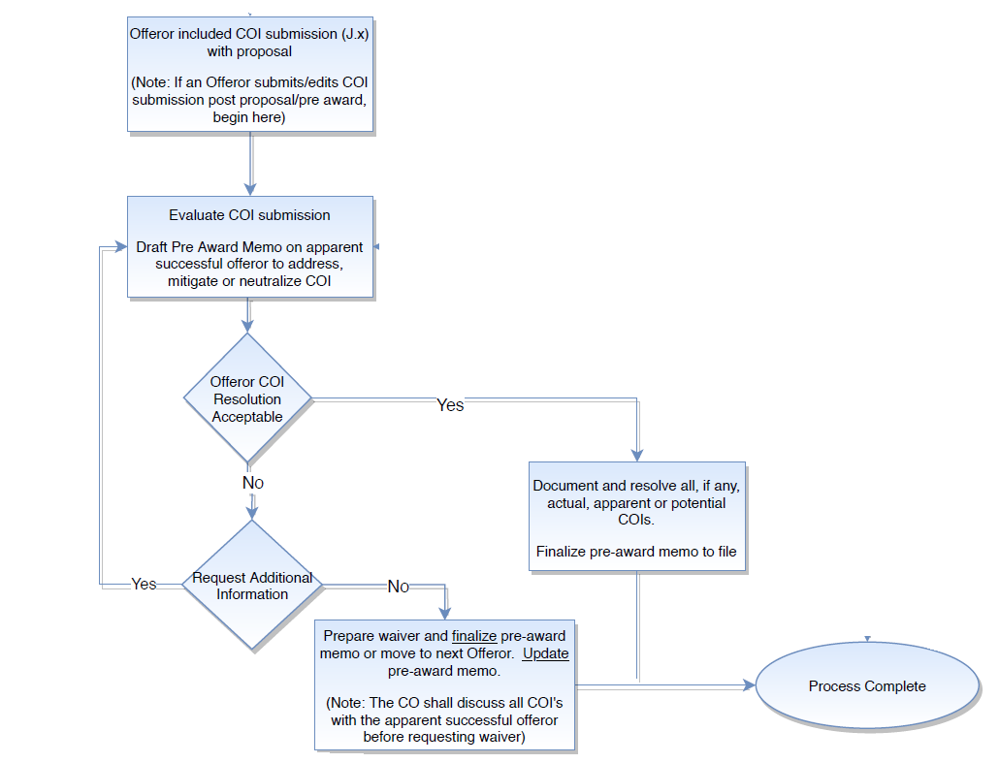 Offeror included COI submission (J.x)
with proposal
(Note: If an Offeror submits/edits COI
submission post proposal/pre award,
begin here)
Evaluate COI submission
Draft Pre Award Memo on apparent
successful offeror to address,
mitigate or neutralize COI
Offeror COI
Resolution
Acceptable
Yes
No
Document and resolve all, if any,
actual, apparent or potential
COIs.
Finalize pre-award memo to file
Request Additional
Information
Yes
No
Prepare waiver and finalize pre-award
memo or move to next Offeror. Update
pre-award memo.
(Note: The CO shall discuss all COI's
with the apparent successful offeror
before requesting waiver)
Process Complete